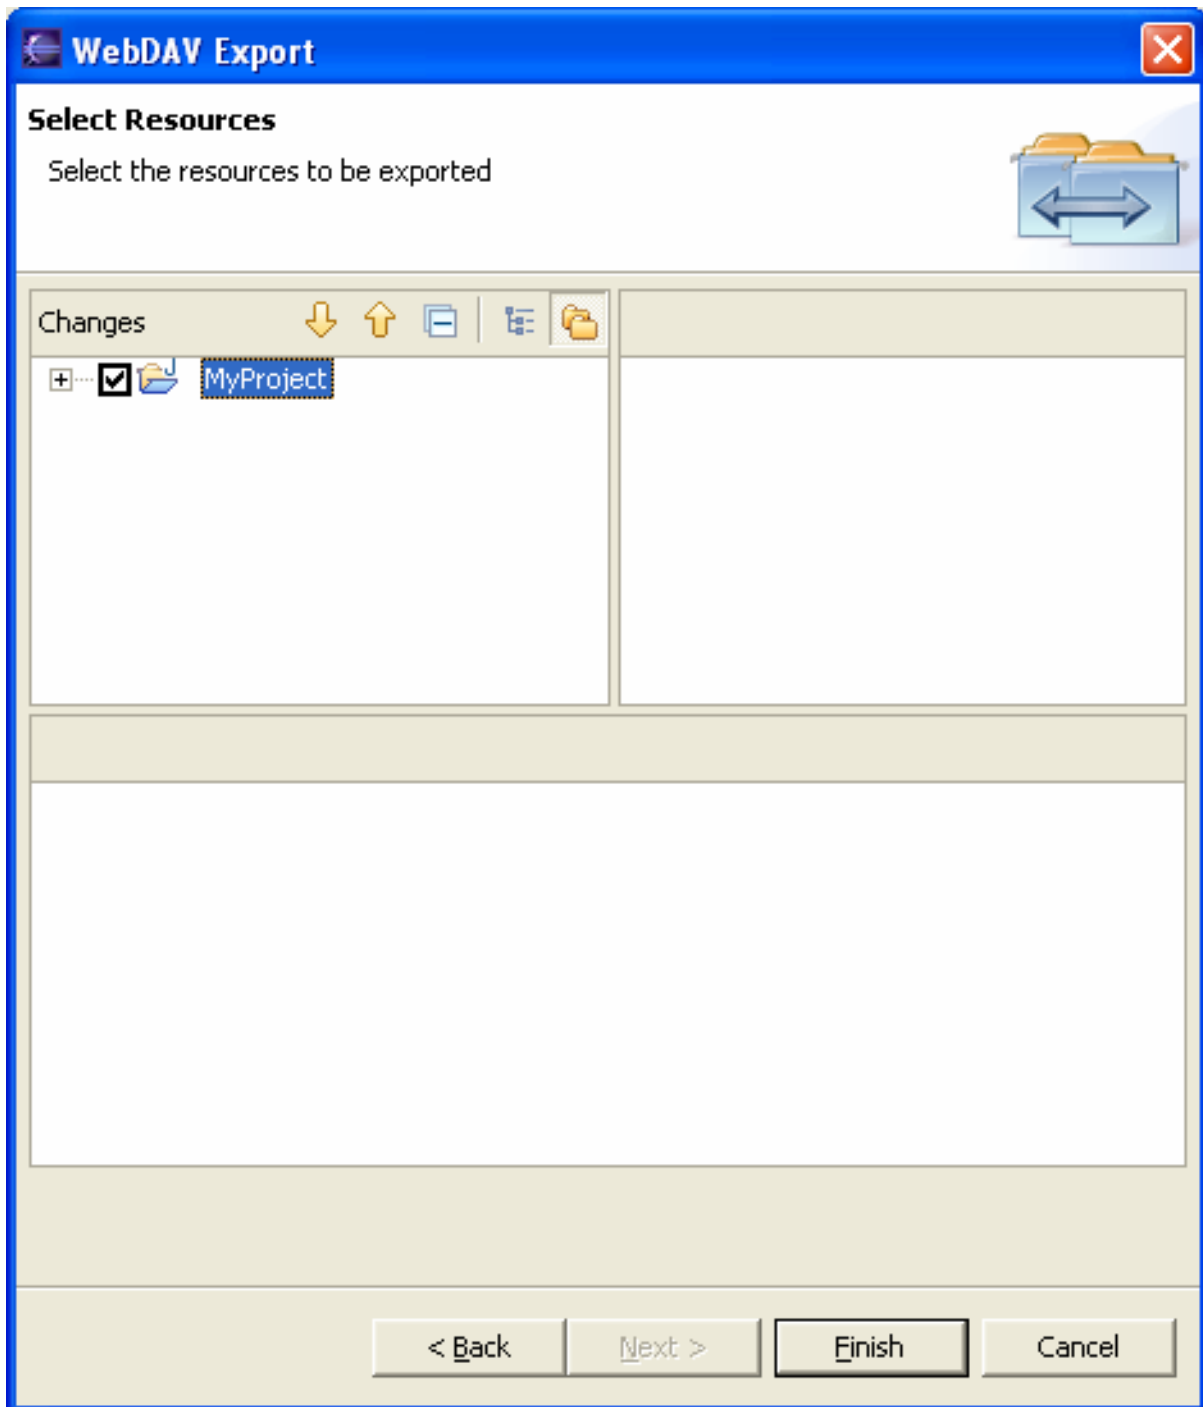 WebDAV Export
Select Resources
Select the resources to be exported
Changes
MyProject
< Back
Next >
Finish
Cancel